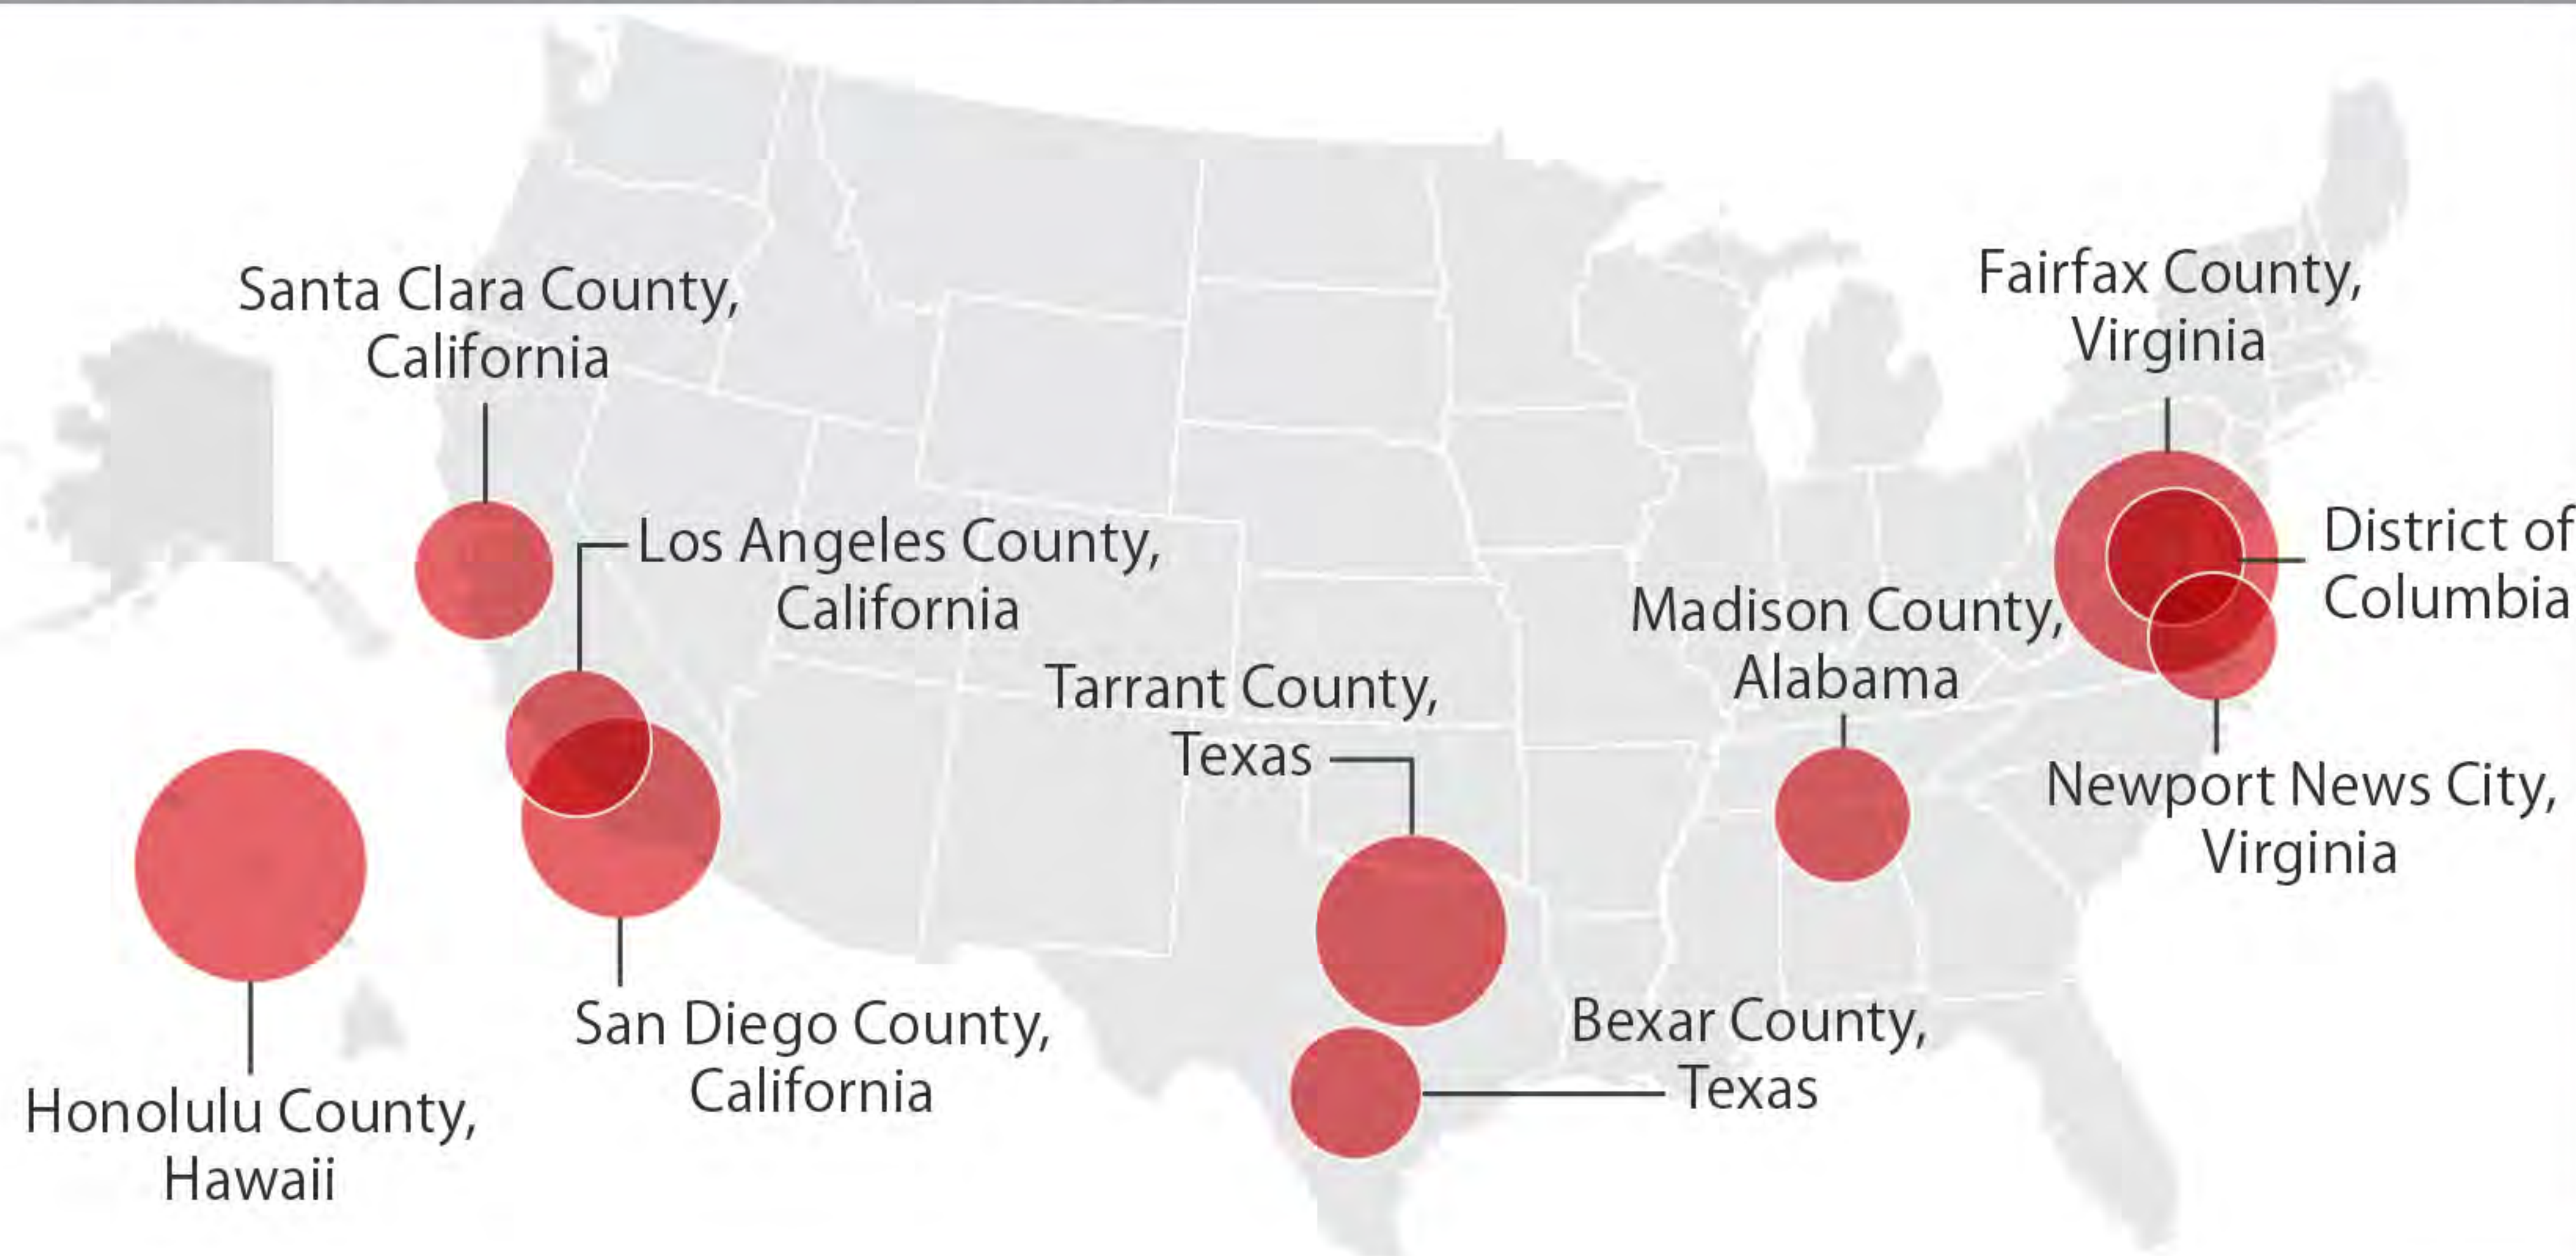 Santa Clara County,
California
Fairfax County,
Virginia
Los Angeles County,
California
District of
Columbia
Madison County,
Alabama
Tarrant County,
Texas
Newport News City,
Virginia
San Diego County,
California
Bexar County,
Texas
Honolulu County,
Hawaii